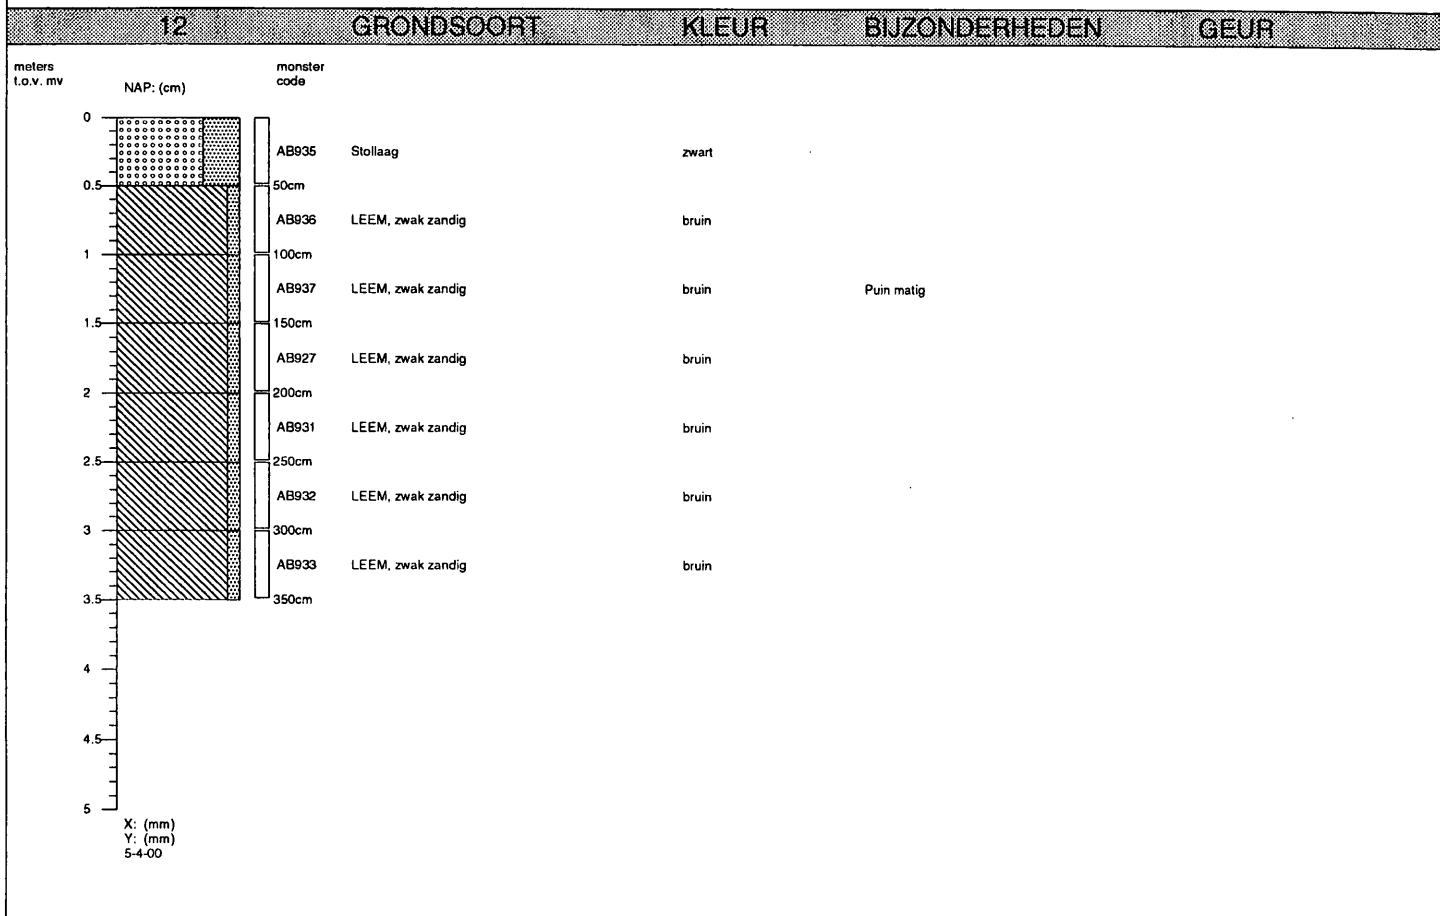 12 GRONDSOORT KLEUR BIJZONDERHEDEN GEUR
meters
t.o.v. mv
NAP: (cm)
monster
code
0
AB935 Stollaag zwart
0.5 50cm
AB936 LEEM, zwak zandig bruin
1 100cm
AB937 LEEM, zwak zandig bruin Puin matig
1.5 150cm
AB927 LEEM, zwak zandig bruin
2 200cm
AB931 LEEM, zwak zandig bruin
2.5 250cm
AB932 LEEM, zwak zandig bruin
3 300cm
AB933 LEEM, zwak zandig bruin
3.5 350cm
4
4.5
5
X: (mm)
Y: (mm)
5-4-00